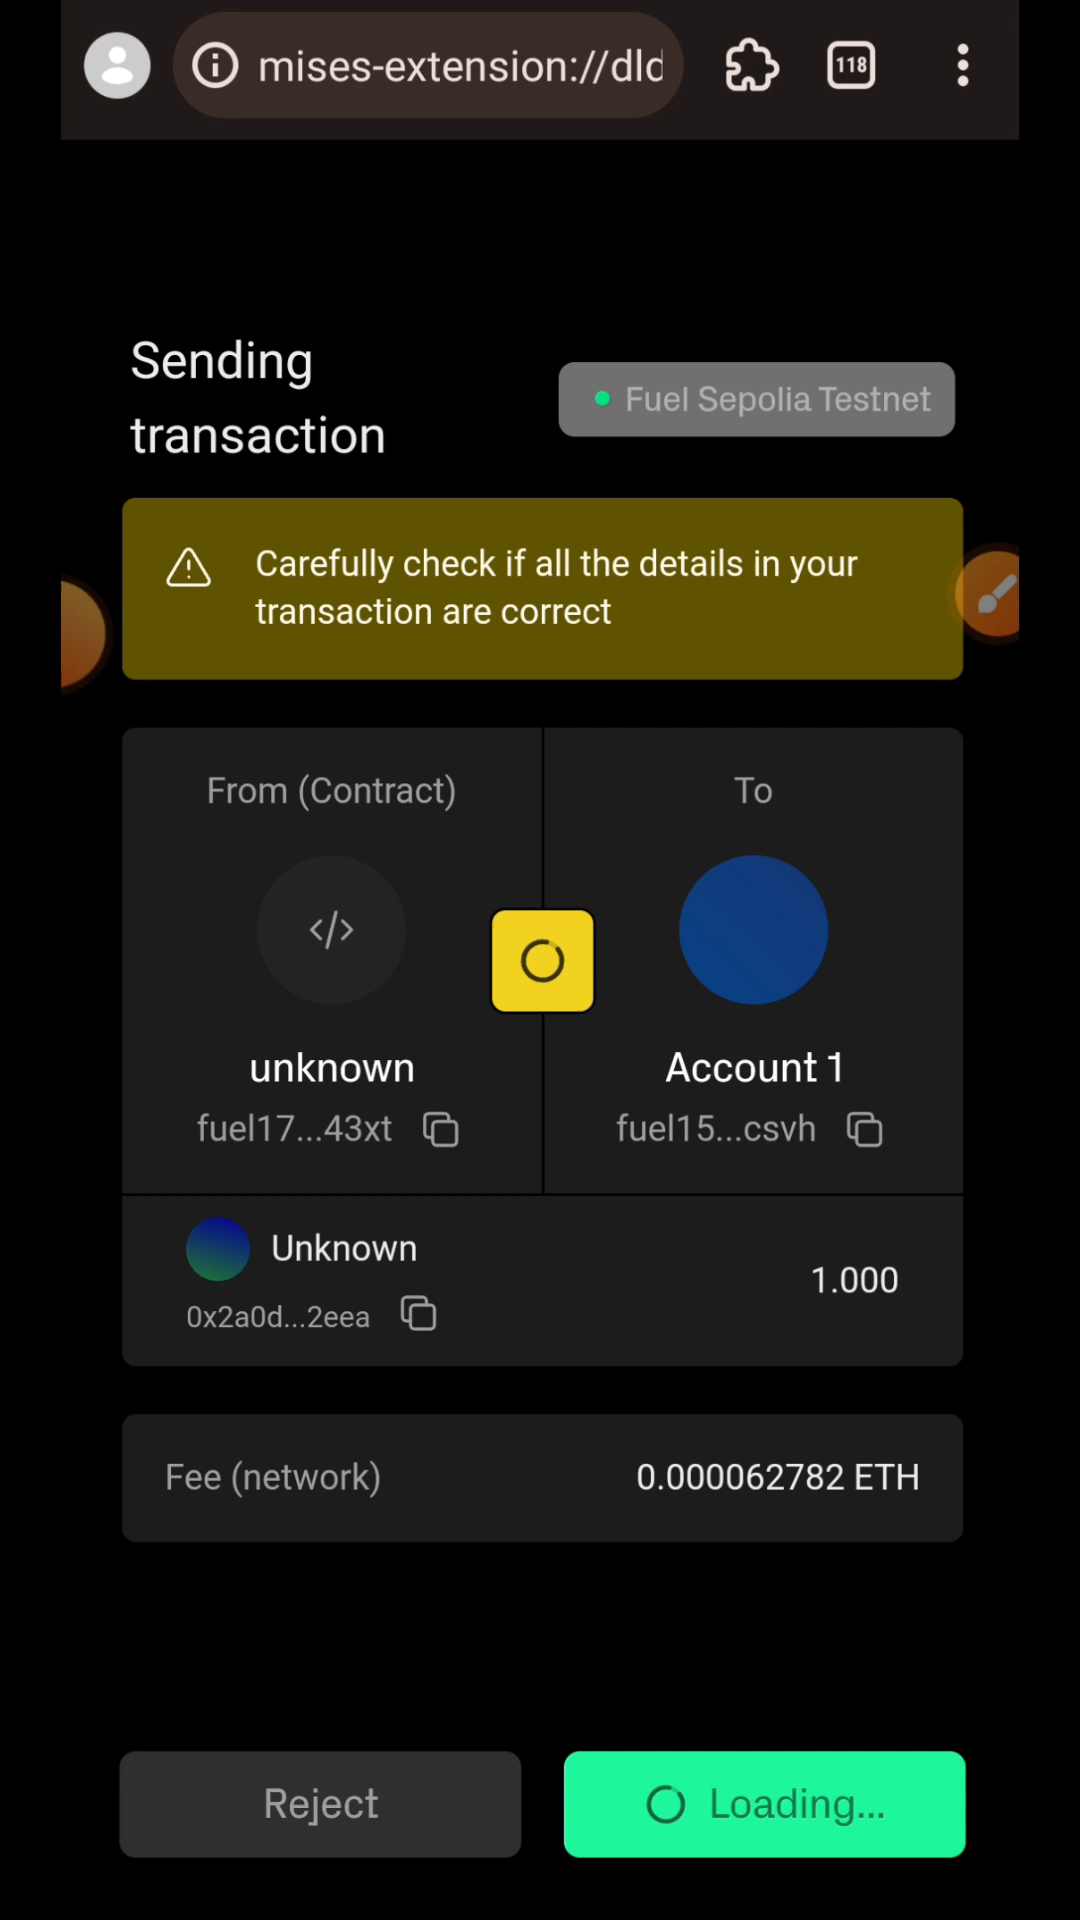 mises-extension://dld
118
Sending
transaction
Fuel Sepolia Testnet
Carefully check if all the details in your
transaction are correct
From (Contract)
To
</>
unknown
Account 1
fuel17...43xt
fuel15...csvh
Unknown
1.000
0x2a0d...2eea
Fee (network)
0.000062782 ETH
Reject
Loading...